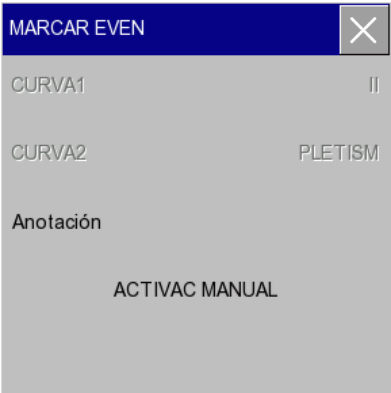 MARCAR EVEN
CURVA1 II
CURVA2 PLETISM
Anotación
ACTIVAC MANUAL